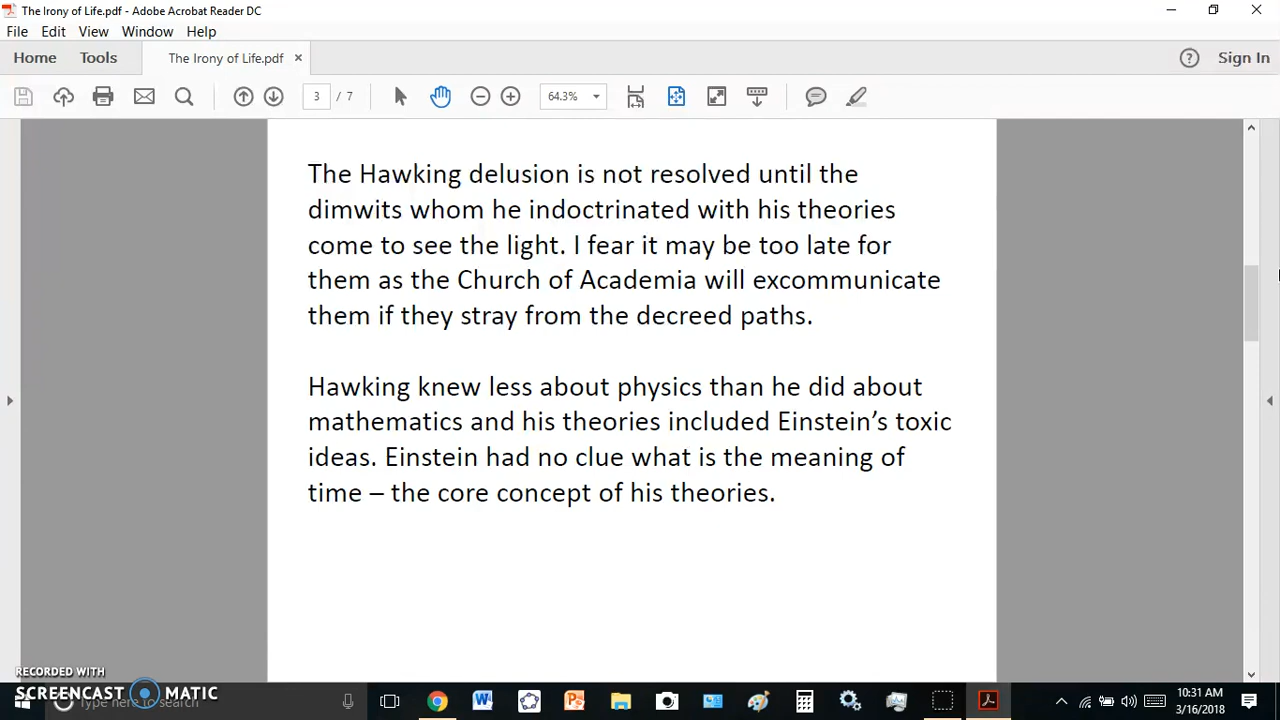 The Irony of Life.pdf - Adobe Acrobat Reader DC
File Edit View Window Help
Home Tools The Irony of Life.pdf × Sign In
3 / 7 64.3%
The Hawking delusion is not resolved until the
dimwits whom he indoctrinated with his theories
come to see the light. I fear it may be too late for
them as the Church of Academia will excommunicate
them if they stray from the decreed paths.
Hawking knew less about physics than he did about
mathematics and his theories included Einstein’s toxic
ideas. Einstein had no clue what is the meaning of
time – the core concept of his theories.
RECORDED WITH
SCREENCAST MATIC
Type here to search
10:31 AM
3/16/2018